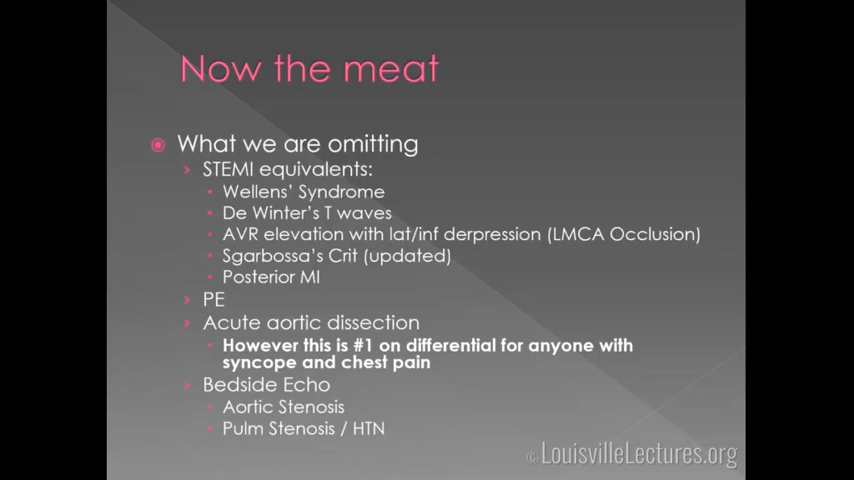 Now the meat
What we are omitting
STEMI equivalents:
Wellens' Syndrome
De Winter's T waves
AVR elevation with lat/inf derpression (LMCA Occlusion)
Sgarbossa's Crit (updated)
Posterior MI
PE
Acute aortic dissection
However this is #1 on differential for anyone with
syncope and chest pain
Bedside Echo
Aortic Stenosis
Pulm Stenosis / HTN
© LouisvilleLectures.org